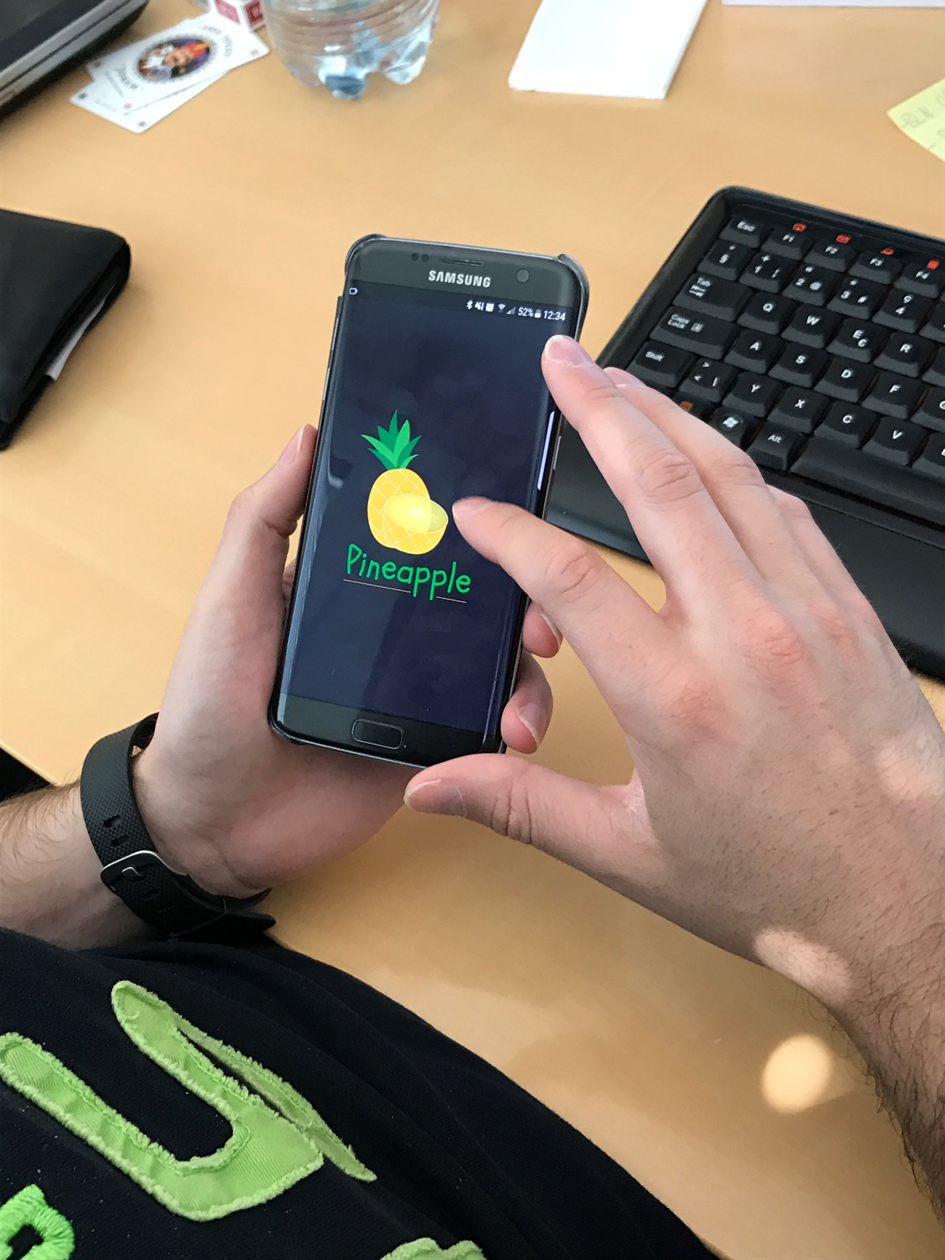 SAMSUNG
52% 12:34
Pineapple
Esc
F1
F2
F3
F4
Tab
Q
W
E
R
Caps
Lock
A
S
D
F
Shift
Y
X
C
V
Alt
U